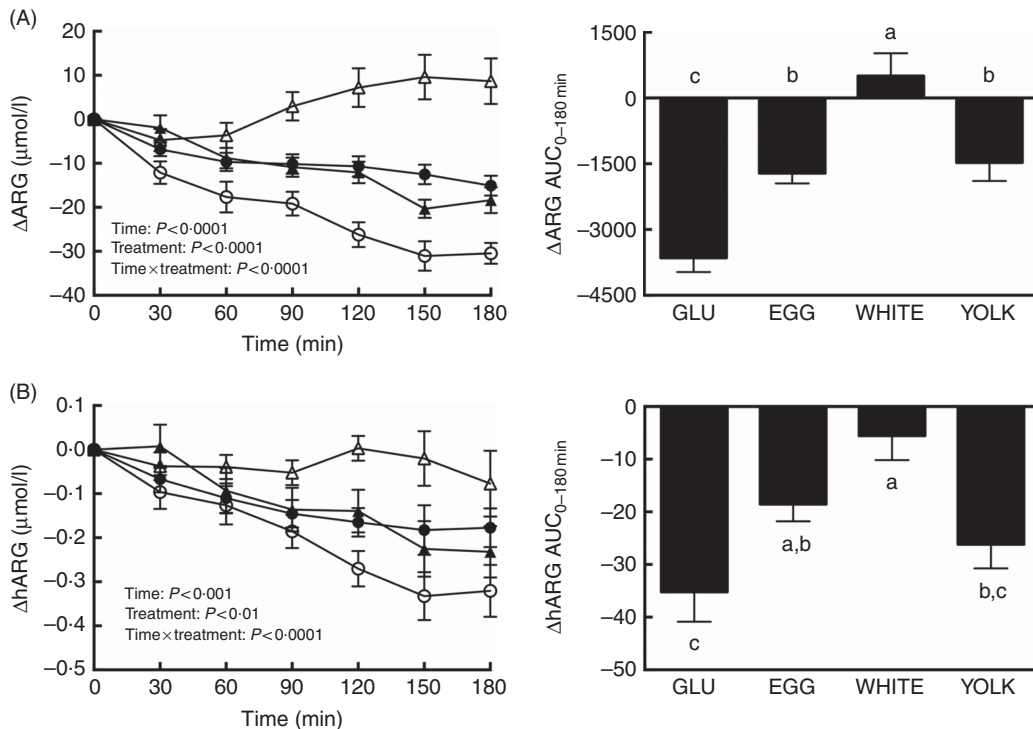 (A)
20
10
0
−10
−20
−30
−40
ΔARG (μmol/l)
Time: P<0·0001
Treatment: P<0·0001
Time×treatment: P<0·0001
0 30 60 90 120 150 180
Time (min)
1500
0
−1500
−3000
−4500
ΔARG AUC0–180 min
c b a b
GLU EGG WHITE YOLK
(B)
0·1
0·0
−0·1
−0·2
−0·3
−0·4
−0·5
ΔhARG (μmol/l)
Time: P<0·001
Treatment: P<0·01
Time×treatment: P<0·0001
0 30 60 90 120 150 180
Time (min)
0
−10
−20
−30
−40
−50
ΔhARG AUC0–180 min
c a,b a b,c
GLU EGG WHITE YOLK